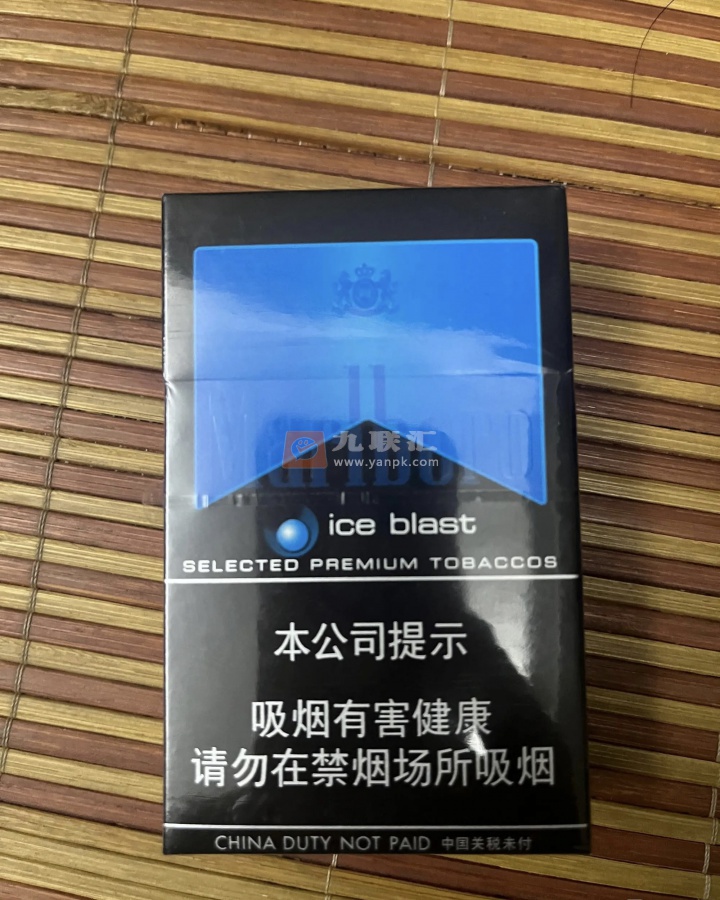 Marlboro
九联汇
www.yanpk.com
ice blast
SELECTED PREMIUM TOBACCOS
本公司提示
吸烟有害健康
请勿在禁烟场所吸烟
CHINA DUTY NOT PAID 中国关税未付